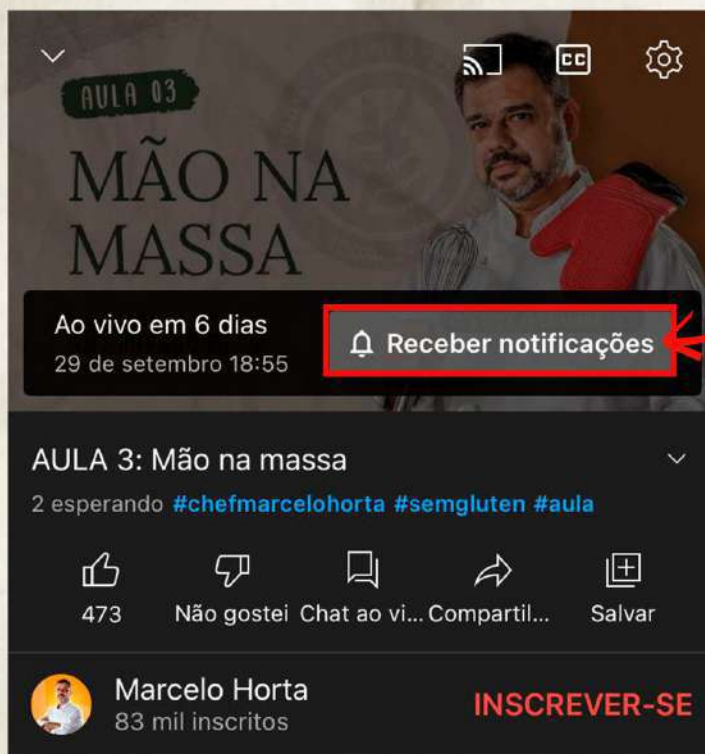 AULA 03
MÃO NA
MASSA
CC
Ao vivo em 6 dias
29 de setembro 18:55
Receber notificações
AULA 3: Mão na massa
2 esperando #chefmarcelohorta #semgluten #aula
473 Não gostei Chat ao vi... Compartil... Salvar
Marcelo Horta
83 mil inscritos
INSCREVER-SE